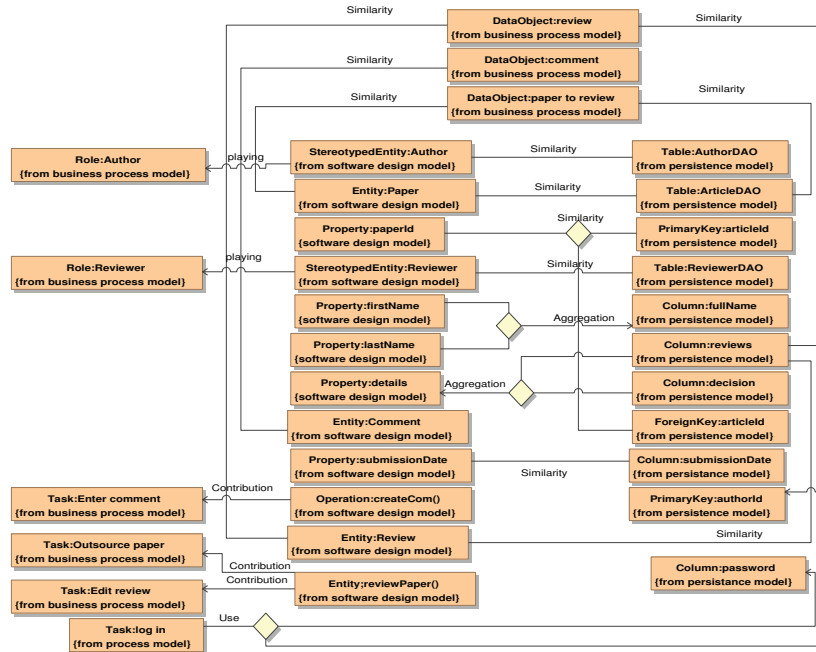 Similarity
DataObject:review
{from business process model}
Similarity
Similarity
DataObject:comment
{from business process model}
Similarity
DataObject:paper to review
{from business process model}
Similarity
Role:Author
{from business process model}
playing
StereotypedEntity:Author
{from software design model}
Similarity
Table:AuthorDAO
{from persistence model}
Entity:Paper
{from software design model}
Similarity
Table:ArticleDAO
{from persistence model}
Property:paperId
{software design model}
Similarity
PrimaryKey:articleId
{from persistence model}
Role:Reviewer
{from business process model}
playing
StereotypedEntity:Reviewer
{from software design model}
Similarity
Table:ReviewerDAO
{from persistence model}
Property:firstName
{software design model}
Aggregation
Column:fullName
{from persistence model}
Property:lastName
{software design model}
Column:reviews
{from persistence model}
Property:details
{software design model}
Aggregation
Column:decision
{from persistence model}
Entity:Comment
{from software design model}
ForeignKey:articleId
{from persistence model}
Property:submissionDate
{from software design model}
Similarity
Column:submissionDate
{from persistance model}
Task:Enter comment
{from business process model}
Contribution
Operation:createCom()
{from software design model}
PrimaryKey:authorId
{from persistence model}
Task:Outsource paper
{from business process model}
Entity:Review
{from software design model}
Similarity
Contribution
Task:Edit review
{from business process model}
Contribution
Entity;reviewPaper()
{from software design model}
Column:password
{from persistance model}
Task:log in
{from process model}
Use